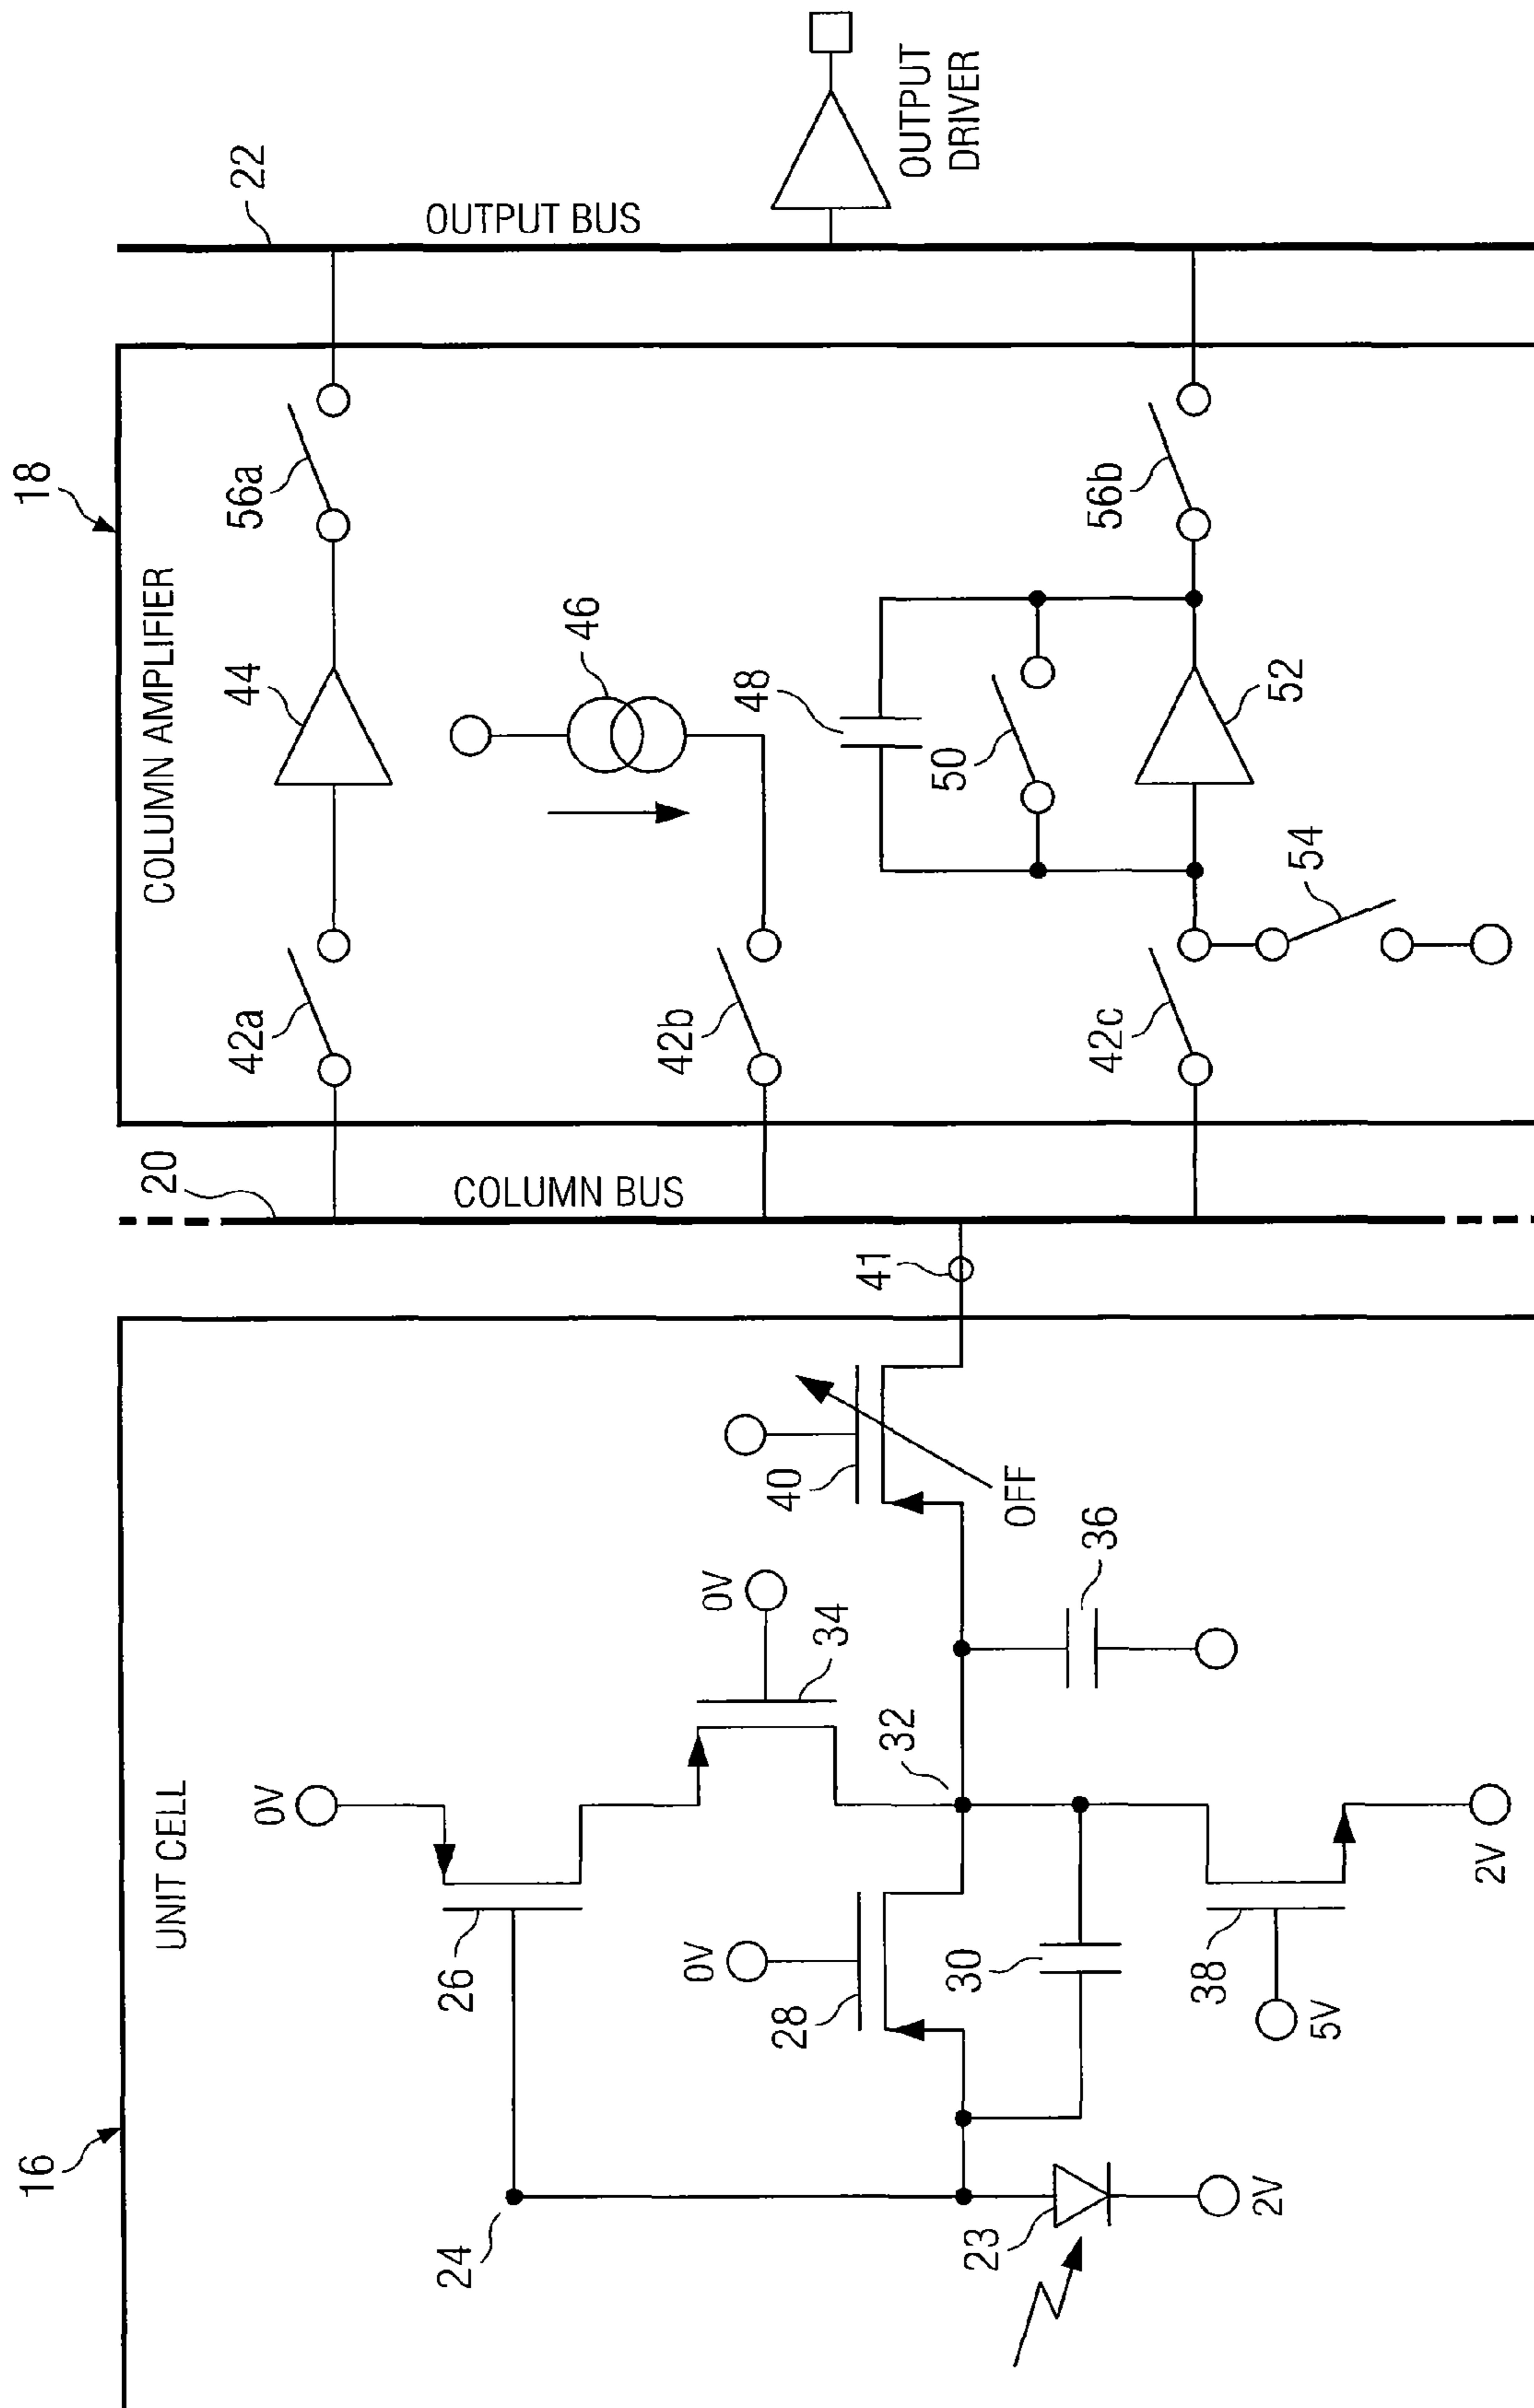 16
UNIT CELL
24
26
0V
0V
28
0V
34
32
30
23
2V
38
5V
2V
36
40
OFF
41
20
COLUMN BUS
18
COLUMN AMPLIFIER
42a
44
56a
42b
46
48
50
42c
52
54
56b
22
OUTPUT BUS
OUTPUT
DRIVER